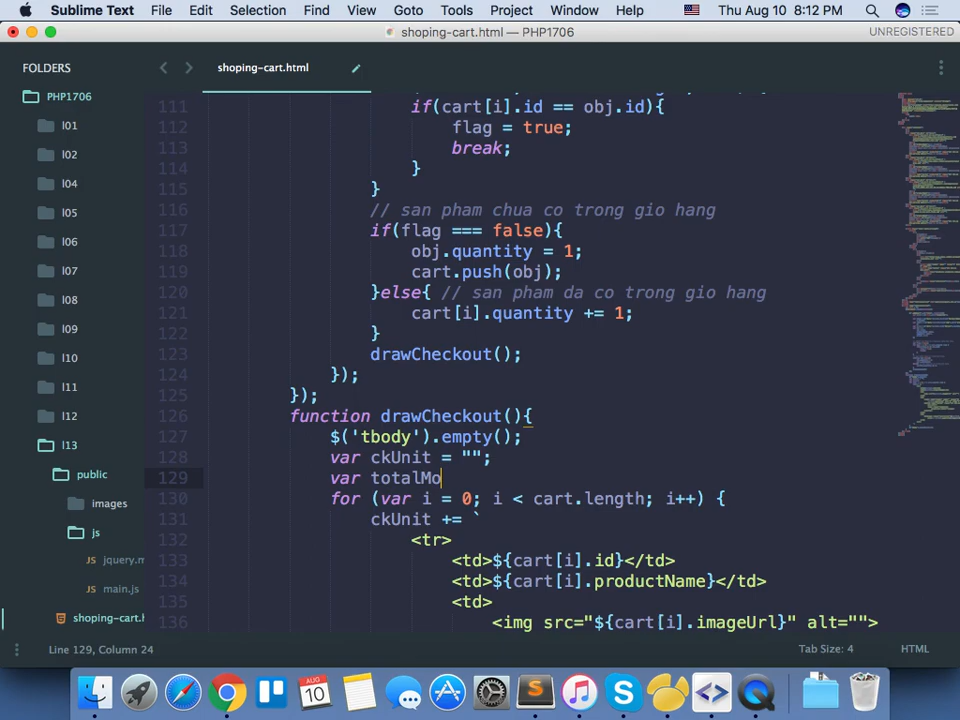 Sublime Text File Edit Selection Find View Goto Tools Project Window Help Thu Aug 10 8:12 PM
shoping-cart.html — PHP1706 UNREGISTERED
FOLDERS
PHP1706
l01
l02
l04
l05
l06
l07
l08
l09
l10
l11
l12
l13
public
images
js
JS jquery.m
JS main.js
shoping-cart.h
shoping-cart.html
111 if(cart[i].id == obj.id){
112 flag = true;
113 break;
114 }
115 }
116 // san pham chua co trong gio hang
117 if(flag === false){
118 obj.quantity = 1;
119 cart.push(obj);
120 }else{ // san pham da co trong gio hang
121 cart[i].quantity += 1;
122 }
123 drawCheckout();
124 });
125 });
126 function drawCheckout(){
127 $('tbody').empty();
128 var ckUnit = "";
129 var totalMo
130 for (var i = 0; i < cart.length; i++) {
131 ckUnit += `
132 <tr>
133 <td>${cart[i].id}</td>
134 <td>${cart[i].productName}</td>
135 <td>
136 <img src="${cart[i].imageUrl}" alt="">
Line 129, Column 24 Tab Size: 4 HTML
AUG
10